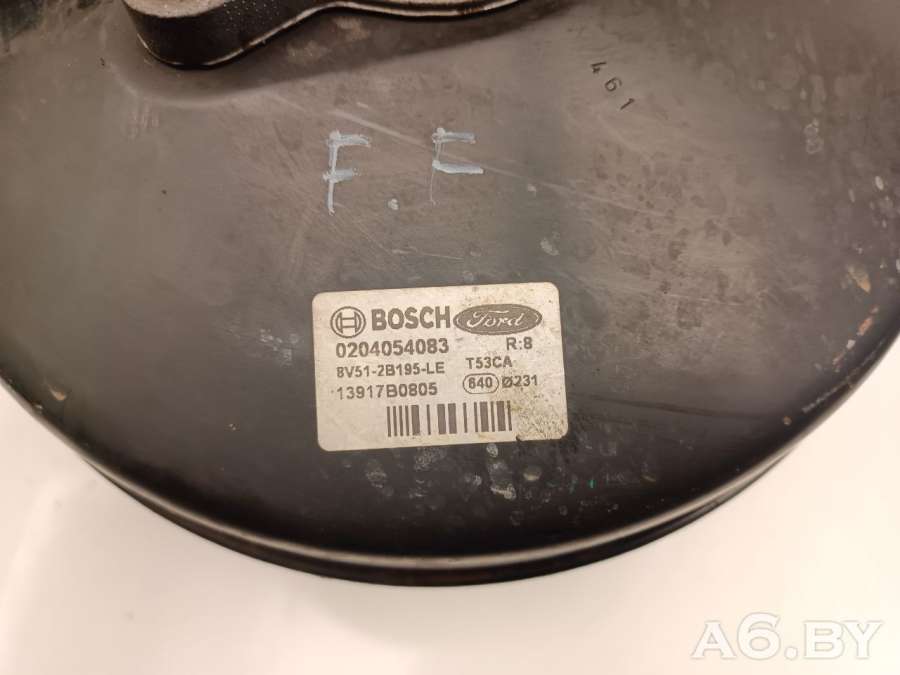 461
F.F
BOSCH Ford
0204054083 R:8
8V51-2B195-LE T53CA
13917B0805 640 Ø231
A6.BY